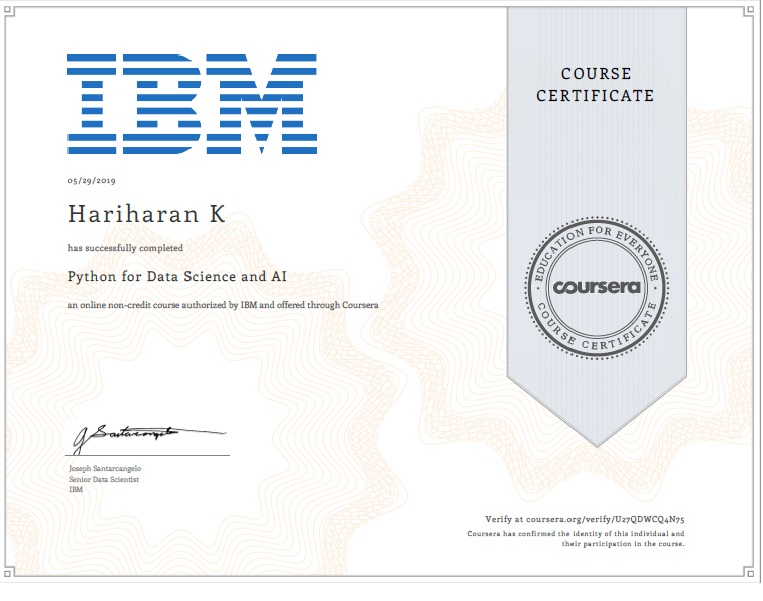 IBM
05/29/2019
Hariharan K
has successfully completed
Python for Data Science and AI
an online non-credit course authorized by IBM and offered through Coursera
Joseph Santarcangelo
Senior Data Scientist
IBM
COURSE
CERTIFICATE
EDUCATION FOR EVERYONE
coursera
COURSE CERTIFICATE
Verify at coursera.org/verify/U27QDWCQ4N75
Coursera has confirmed the identity of this individual and
their participation in the course.